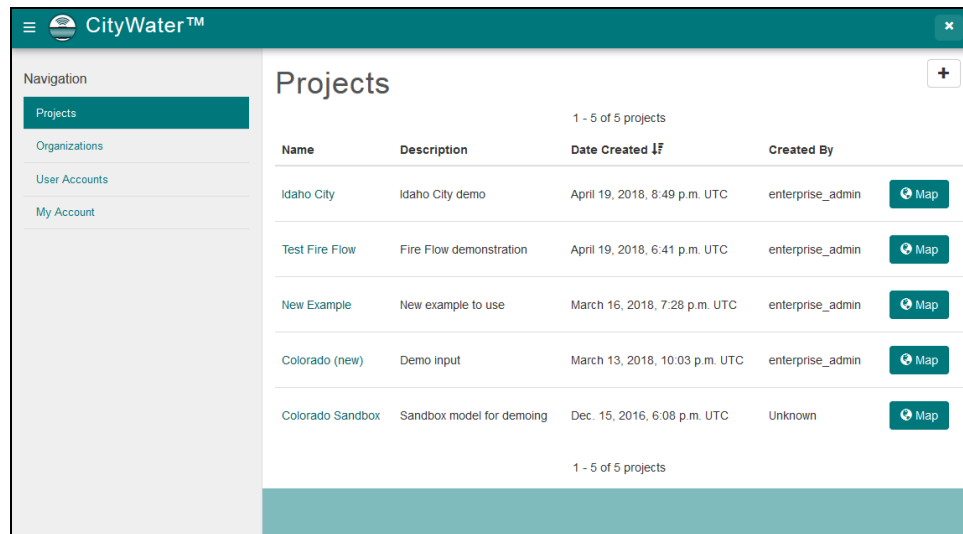 CityWater™
Navigation
Projects
Organizations
User Accounts
My Account
Projects
1 - 5 of 5 projects
Name Description Date Created Created By
Idaho City Idaho City demo April 19, 2018, 8:49 p.m. UTC enterprise_admin Map
Test Fire Flow Fire Flow demonstration April 19, 2018, 6:41 p.m. UTC enterprise_admin Map
New Example New example to use March 16, 2018, 7:28 p.m. UTC enterprise_admin Map
Colorado (new) Demo input March 13, 2018, 10:03 p.m. UTC enterprise_admin Map
Colorado Sandbox Sandbox model for demoing Dec. 15, 2016, 6:08 p.m. UTC Unknown Map
1 - 5 of 5 projects